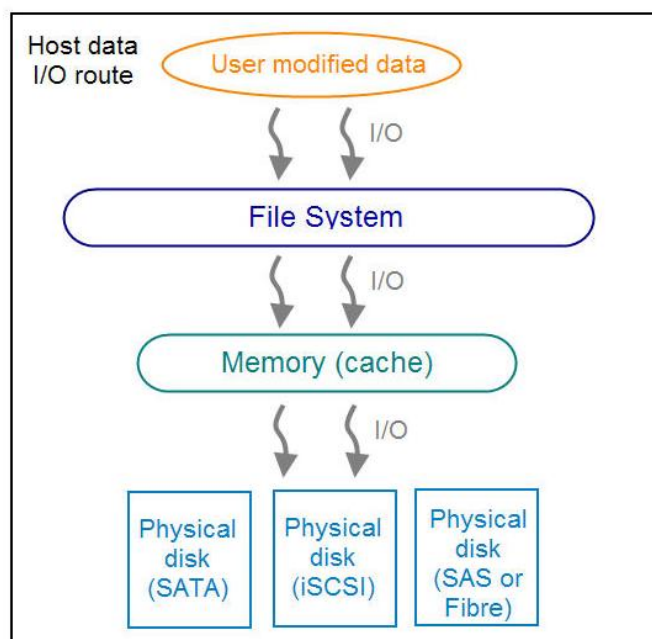 Host data
I/O route
User modified data
I/O
File System
I/O
Memory (cache)
I/O
Physical
disk
(SATA)
Physical
disk
(iSCSI)
Physical
disk
(SAS or
Fibre)